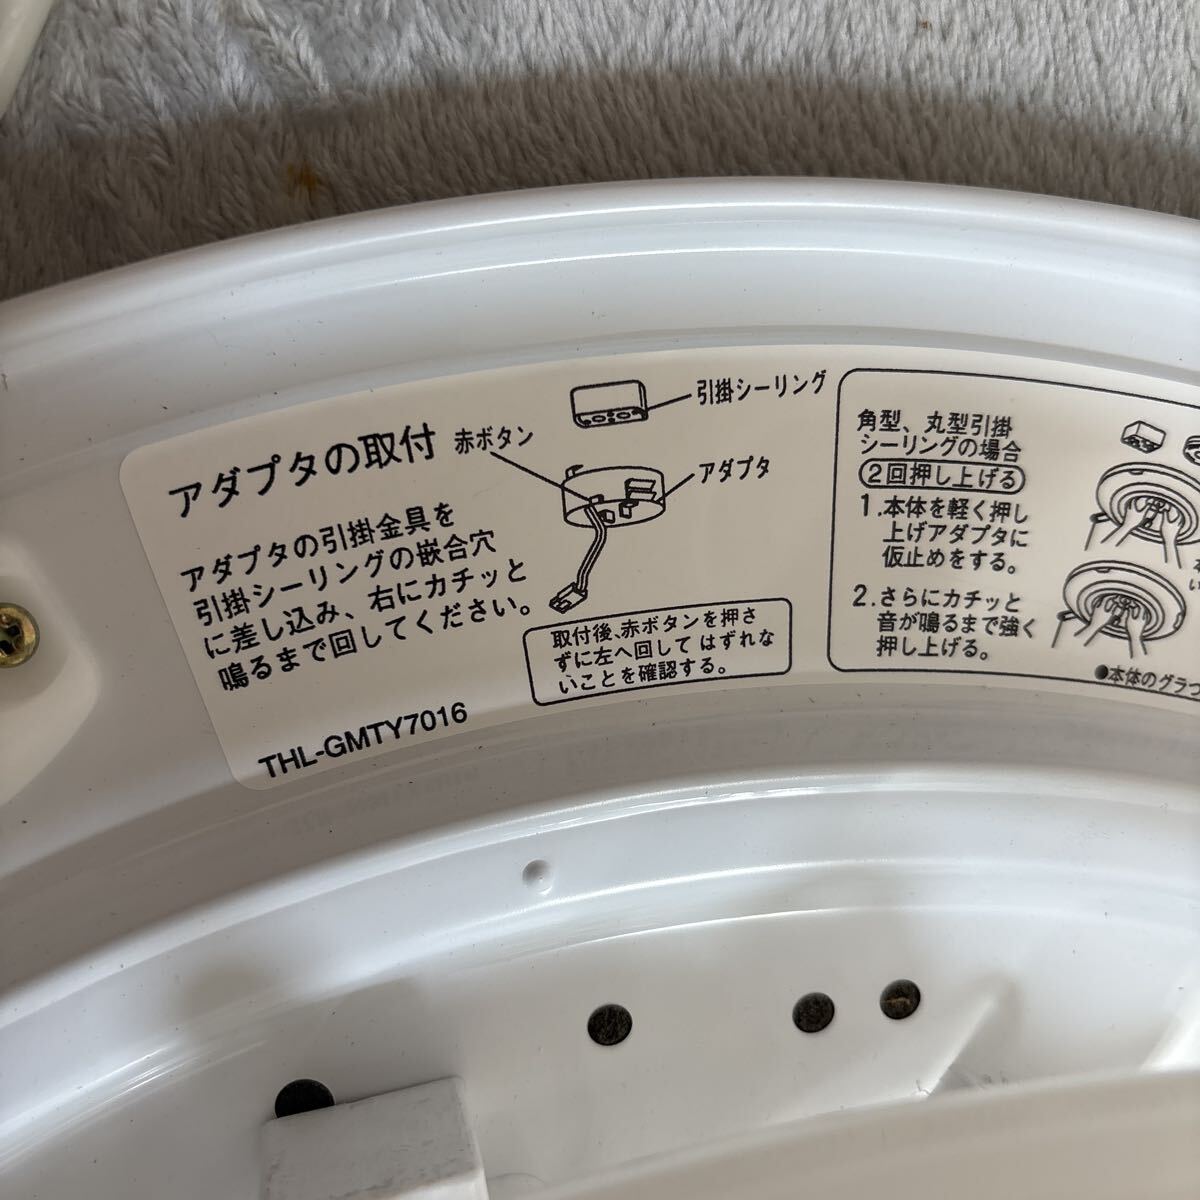 アダプタの取付
赤ボタン
引掛シーリング
アダプタ
アダプタの引掛金具を
引掛シーリングの嵌合穴
に差し込み、右にカチッと
鳴るまで回してください。
取付後、赤ボタンを押さ
ずに左へ回して はずれな
いことを確認する。
THL-GMTY7016
角型、丸型引掛
シーリングの場合
2回押し上げる
1.本体を軽く押し
上げアダプタに
仮止めをする。
2.さらにカチッと
音が鳴るまで強く
押し上げる。
●本体のグラつ